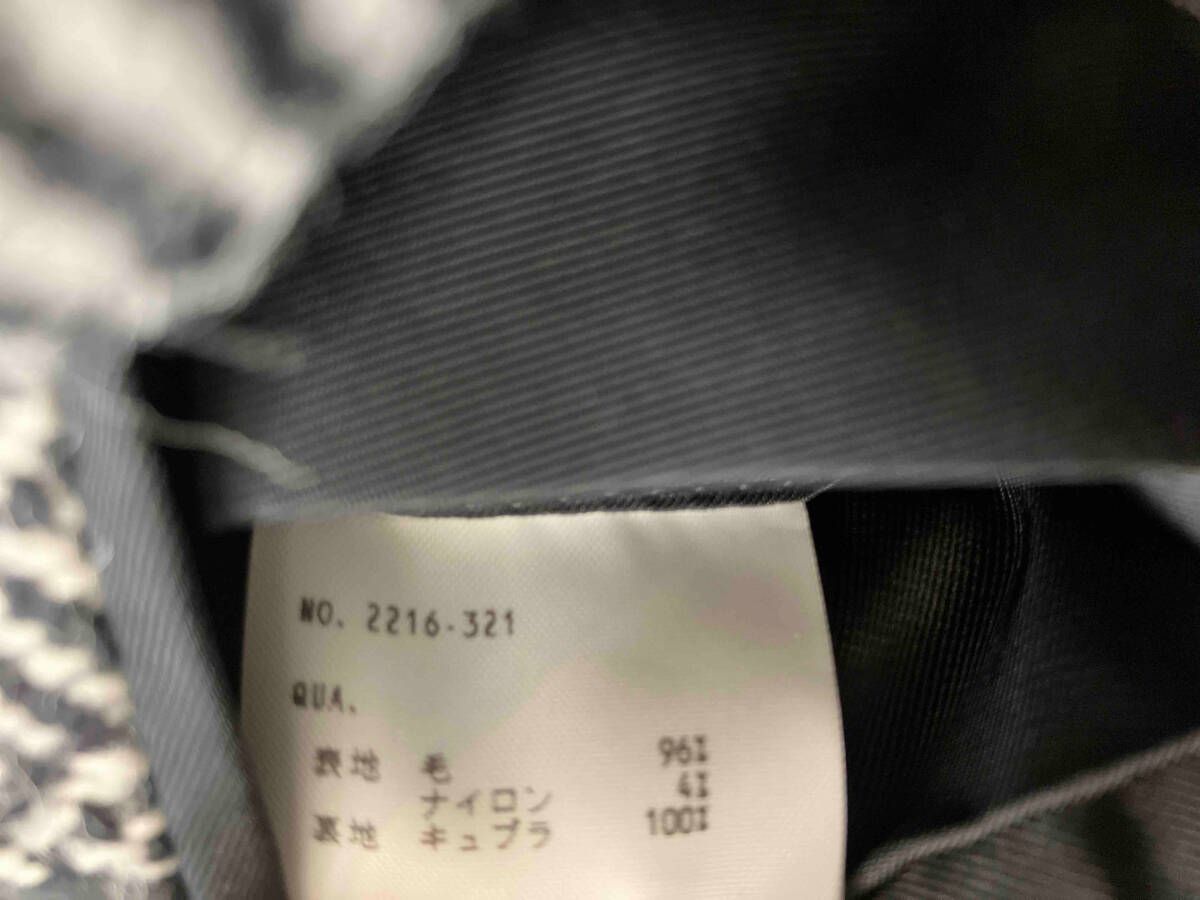 NO. 2216-321
QUA.
表地 毛 96%
ナイロン 4%
裏地 キュプラ 100%